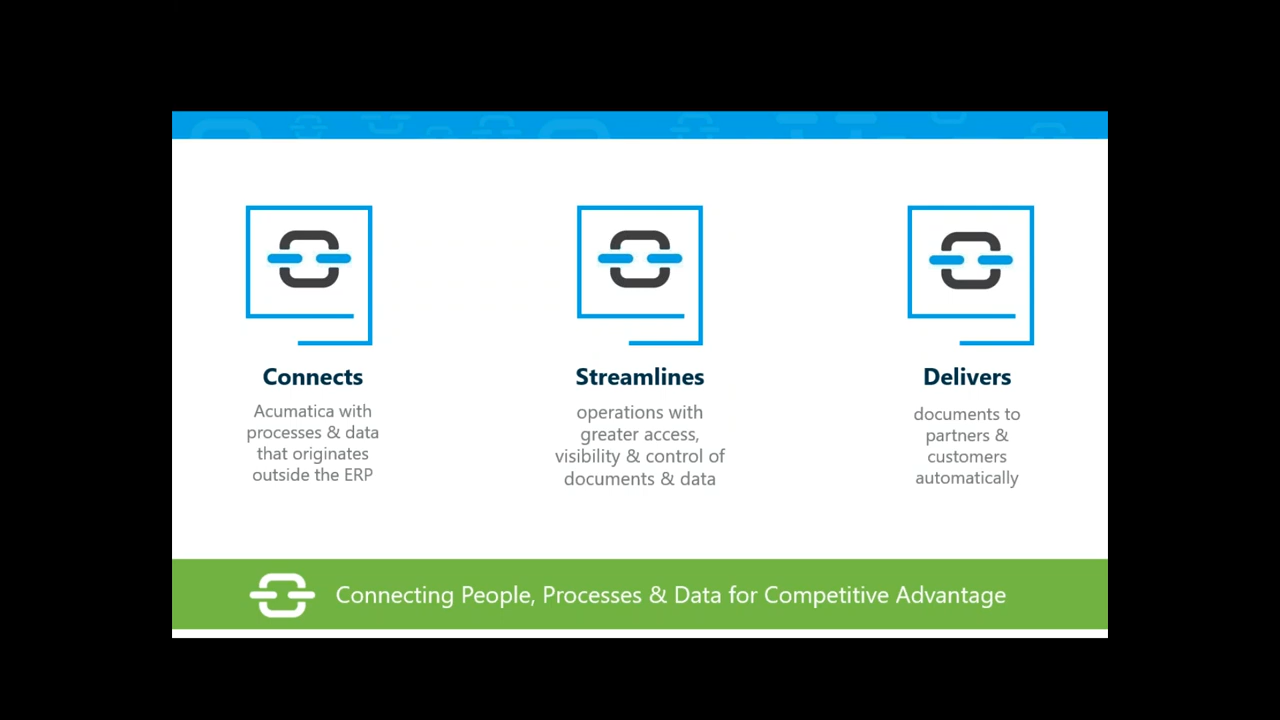 Connects
Acumatica with
processes & data
that originates
outside the ERP
Streamlines
operations with
greater access,
visibility & control of
documents & data
Delivers
documents to
partners &
customers
automatically
Connecting People, Processes & Data for Competitive Advantage